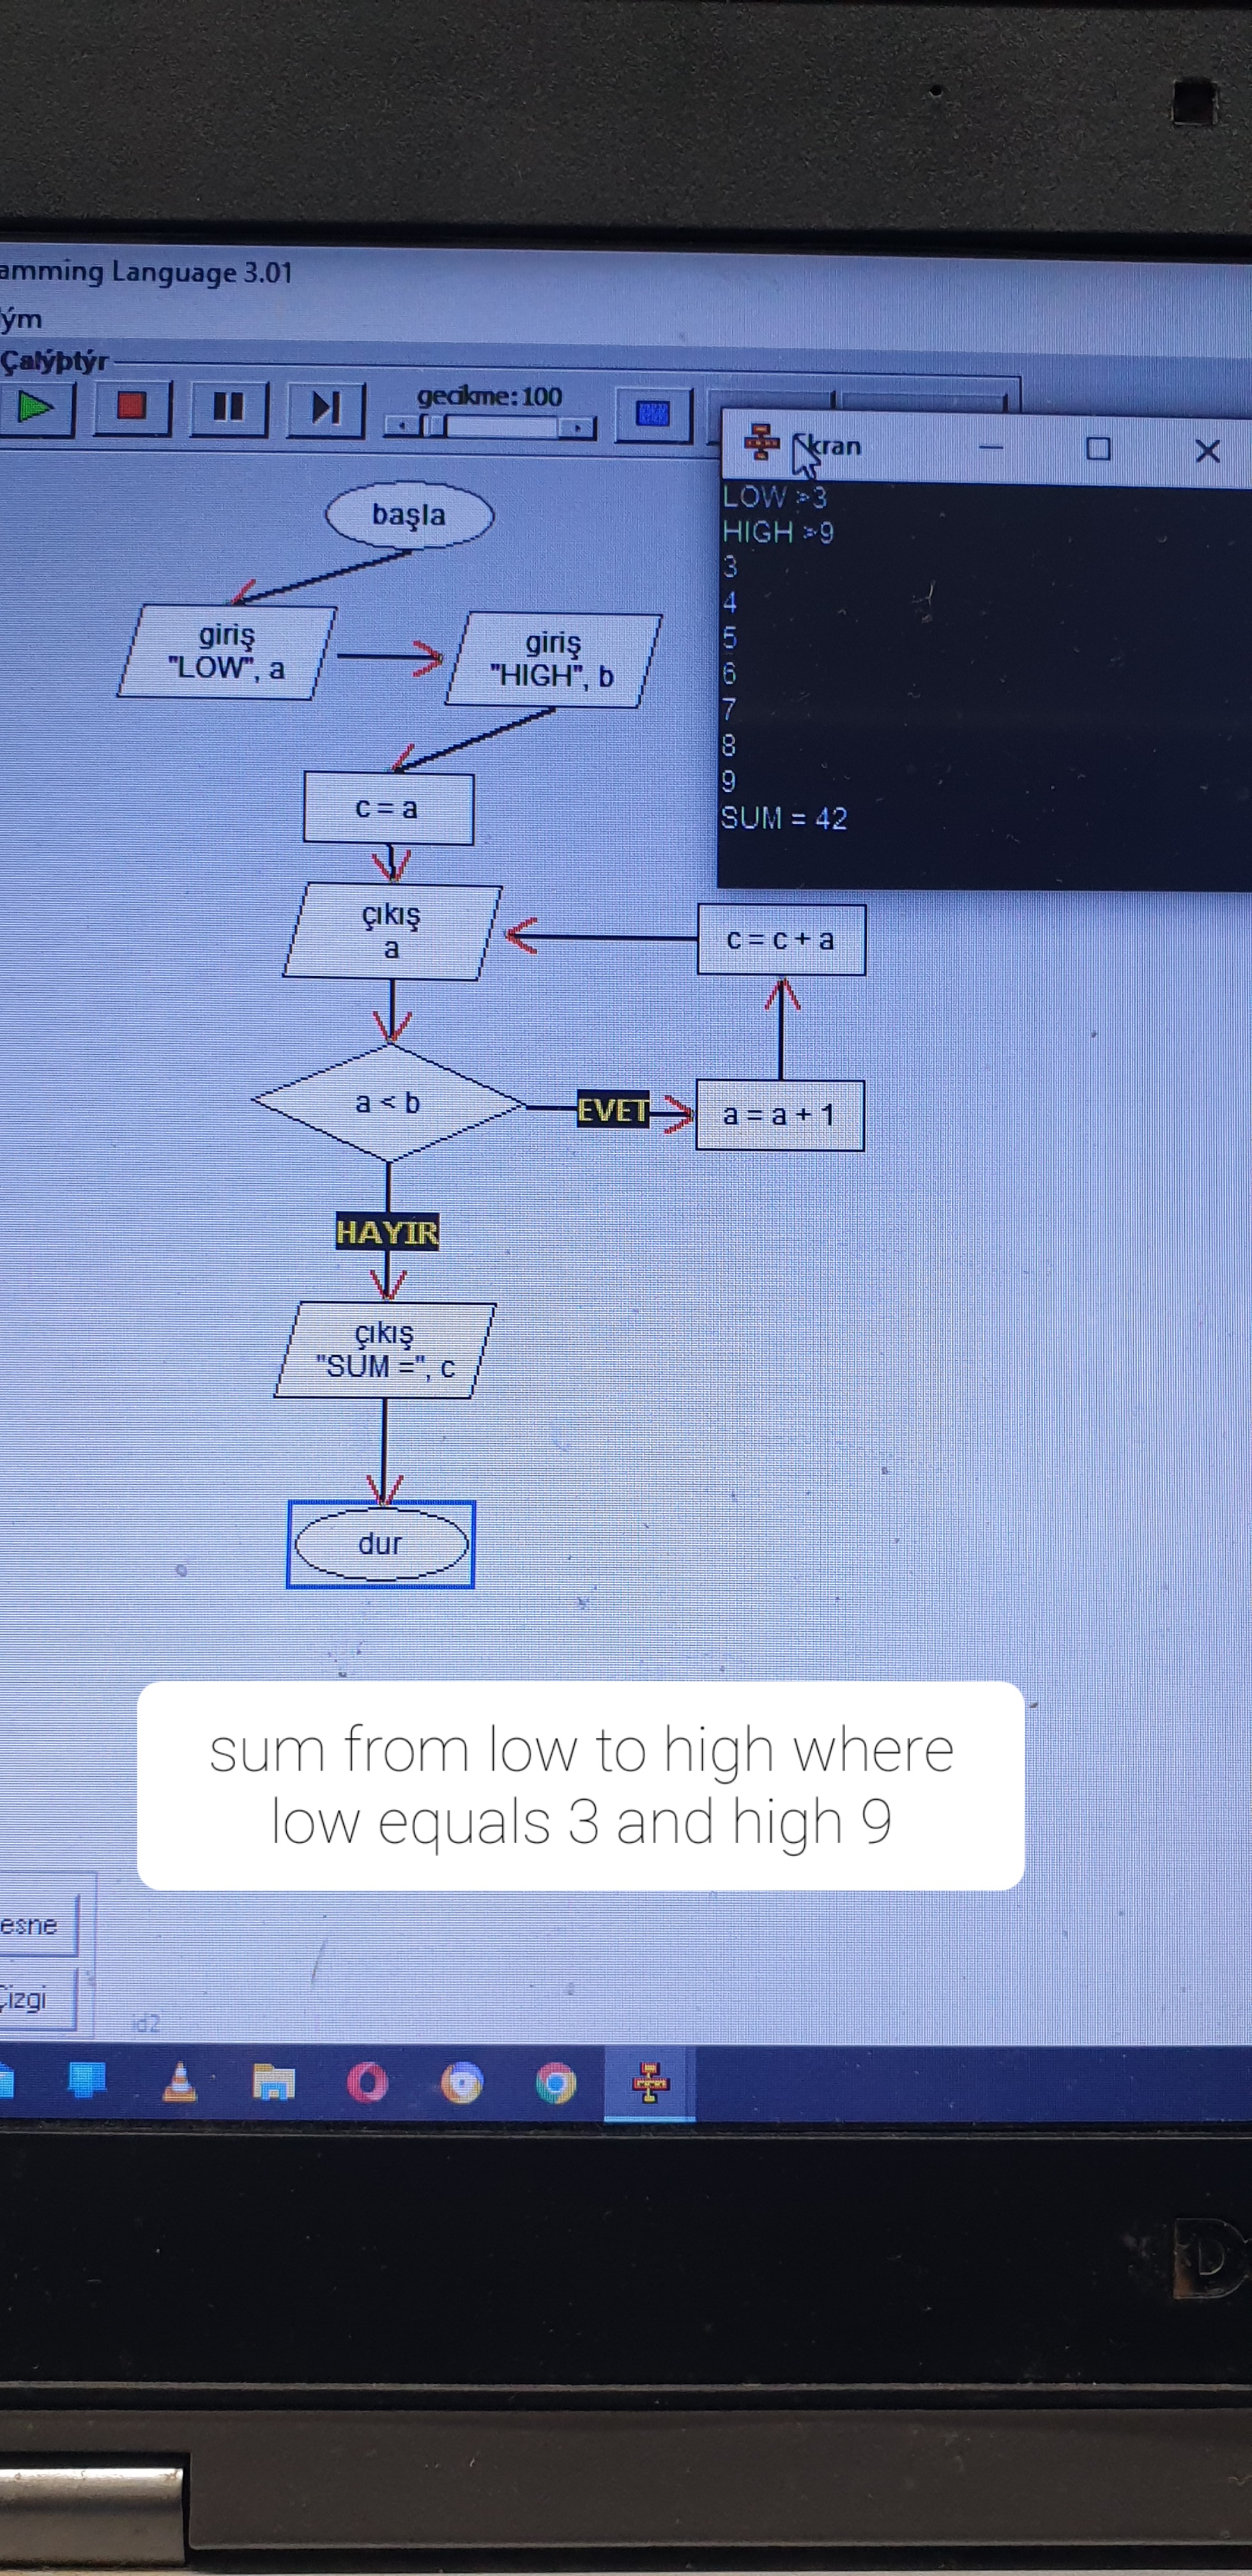 amming Language 3.01
ým
Çalýþtýr
gecikme:100
kran
LOW >3
HIGH >9
3
4
5
6
7
8
9
SUM = 42
başla
giriş
"LOW", a
giriş
"HIGH", b
c = a
çıkış
a
c = c + a
a < b
EVET
a = a + 1
HAYIR
çıkış
"SUM =", c
dur
sum from low to high where
low equals 3 and high 9
esne
Çizgi
id2
D